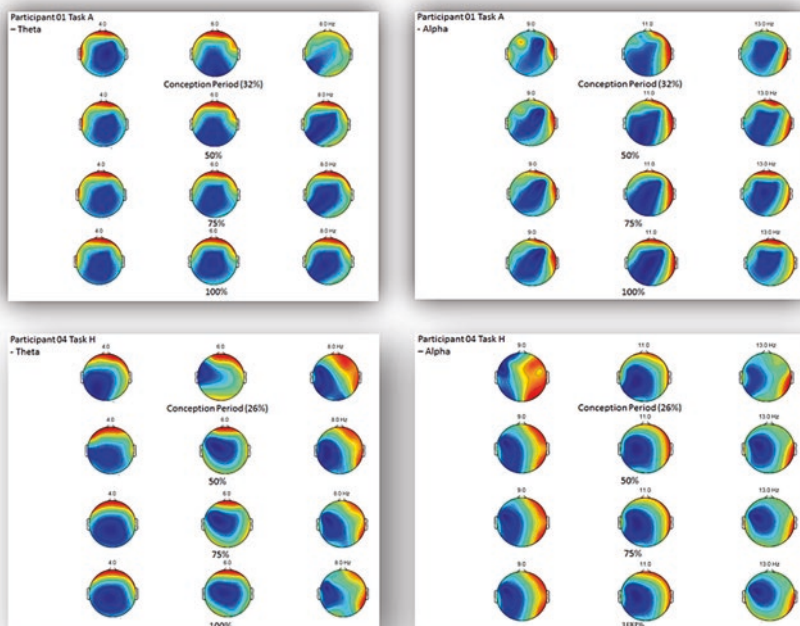 Participant 01 Task A
– Theta
4.0 6.0 8.0 Hz
Conception Period (32%)
4.0 6.0 8.0 Hz
50%
4.0 6.0 8.0 Hz
75%
4.0 6.0 8.0 Hz
100%
Participant 01 Task A
- Alpha
9.0 11.0 13.0 Hz
Conception Period (32%)
9.0 11.0 13.0 Hz
50%
9.0 11.0 13.0 Hz
75%
9.0 11.0 13.0 Hz
100%
Participant 04 Task H
- Theta
4.0 6.0 8.0 Hz
Conception Period (26%)
4.0 6.0 8.0 Hz
50%
4.0 6.0 8.0 Hz
75%
4.0 6.0 8.0 Hz
100%
Participant 04 Task H
– Alpha
9.0 11.0 13.0 Hz
Conception Period (26%)
9.0 11.0 13.0 Hz
50%
9.0 11.0 13.0 Hz
75%
9.0 11.0 13.0 Hz